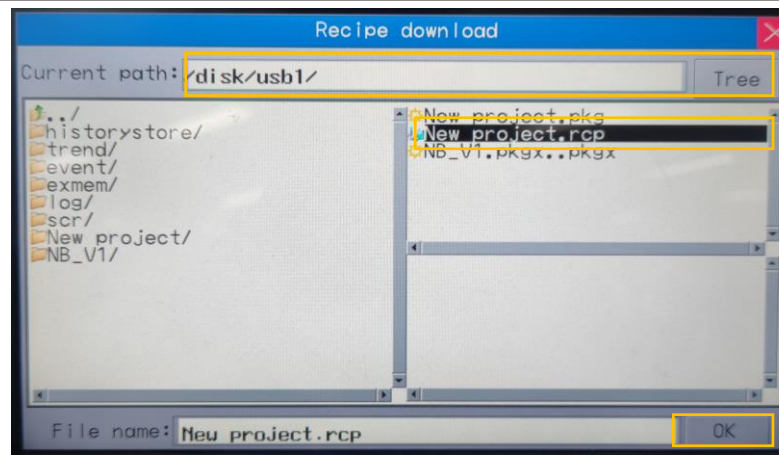 Recipe download
Current path: /disk/usb1/
Tree
../
historystore/
trend/
event/
exmem/
log/
scr/
New project/
NB_V1/
New project.pkg
New project.rcp
NB_V1.pkgx..pkgx
File name: New project.rcp
OK